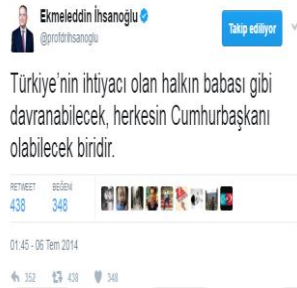 Ekmeleddin İhsanoğlu
@profdrihsanoglu
Takip ediliyor
Türkiye'nin ihtiyacı olan halkın babası gibi
davranabilecek, herkesin Cumhurbaşkanı
olabilecek biridir.
RETWEET BEĞENİ
438 348
01:45 - 06 Tem 2014
352 438 348